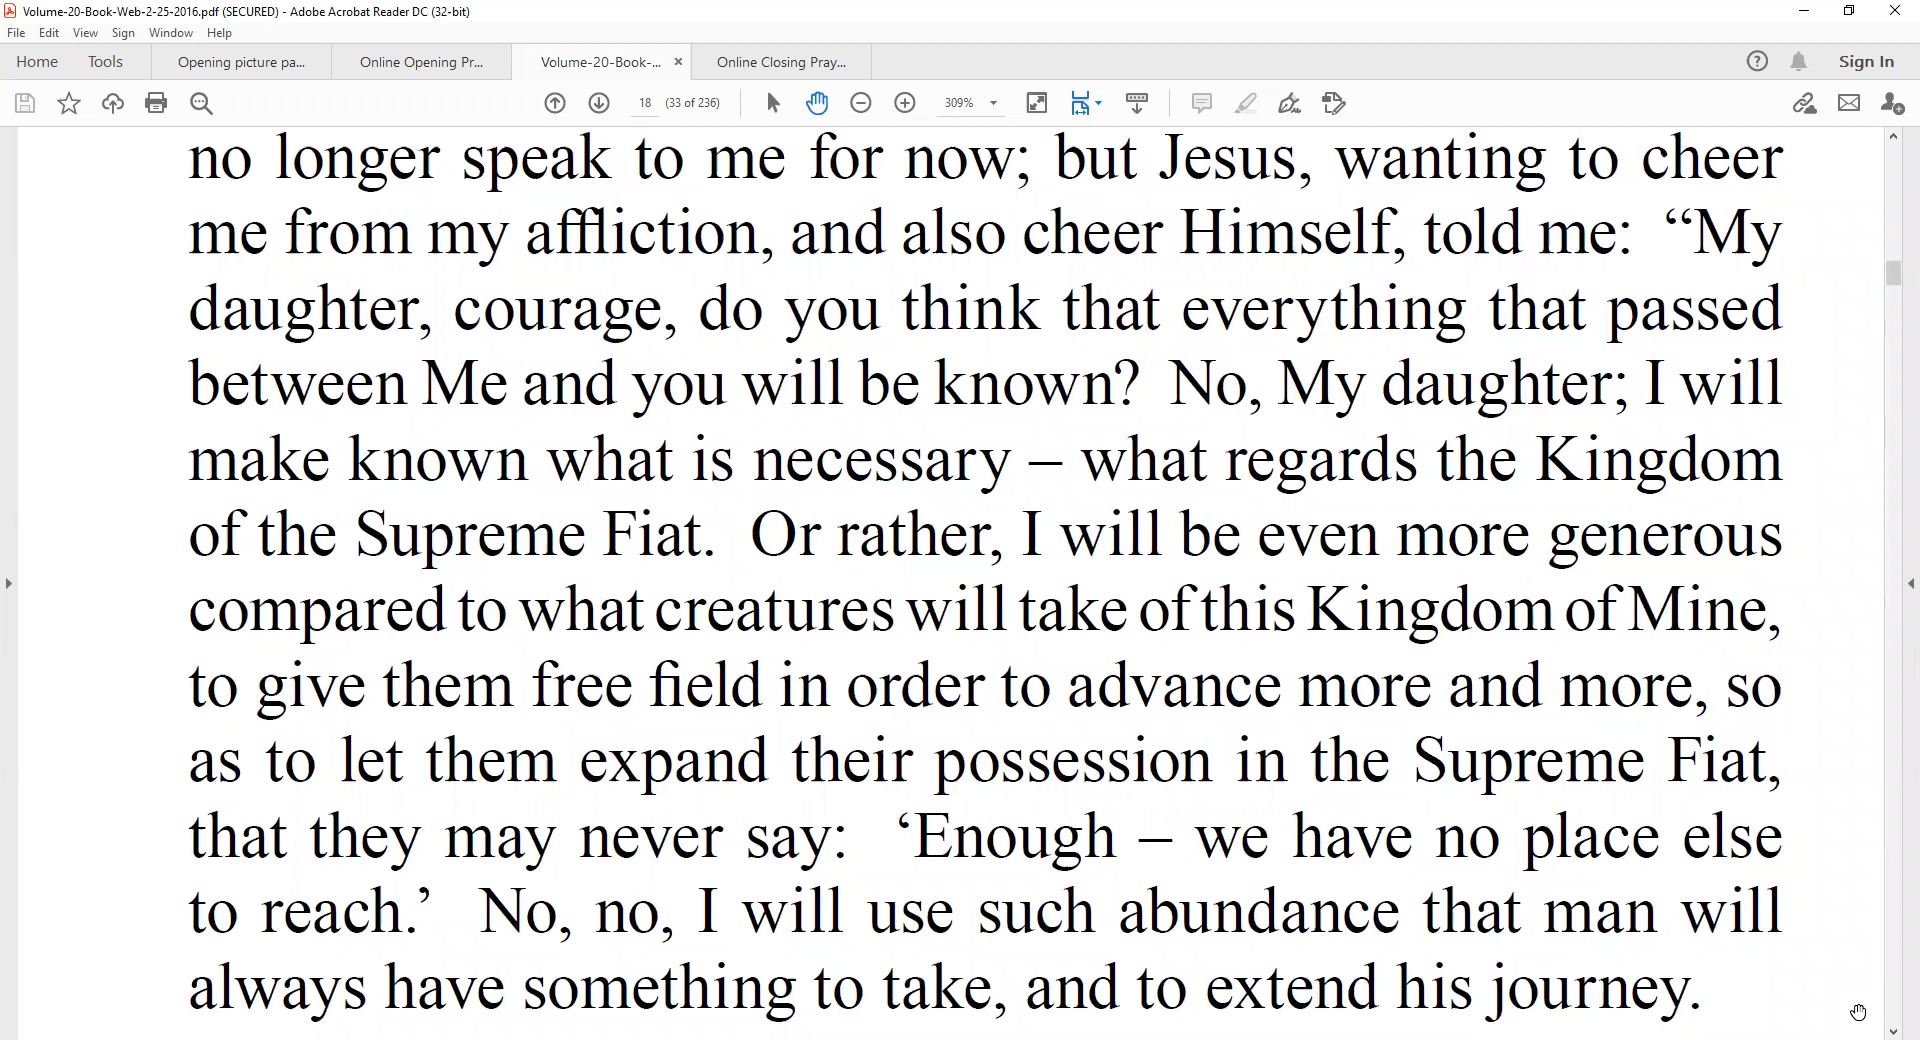 Volume-20-Book-Web-2-25-2016.pdf (SECURED) - Adobe Acrobat Reader DC (32-bit)
File Edit View Sign Window Help
Home Tools Opening picture pa... Online Opening Pr... Volume-20-Book-... × Online Closing Pray... Sign In
18 (33 of 236) 309%
no longer speak to me for now; but Jesus, wanting to cheer
me from my affliction, and also cheer Himself, told me: “My
daughter, courage, do you think that everything that passed
between Me and you will be known? No, My daughter; I will
make known what is necessary – what regards the Kingdom
of the Supreme Fiat. Or rather, I will be even more generous
compared to what creatures will take of this Kingdom of Mine,
to give them free field in order to advance more and more, so
as to let them expand their possession in the Supreme Fiat,
that they may never say: ‘Enough – we have no place else
to reach.’ No, no, I will use such abundance that man will
always have something to take, and to extend his journey.